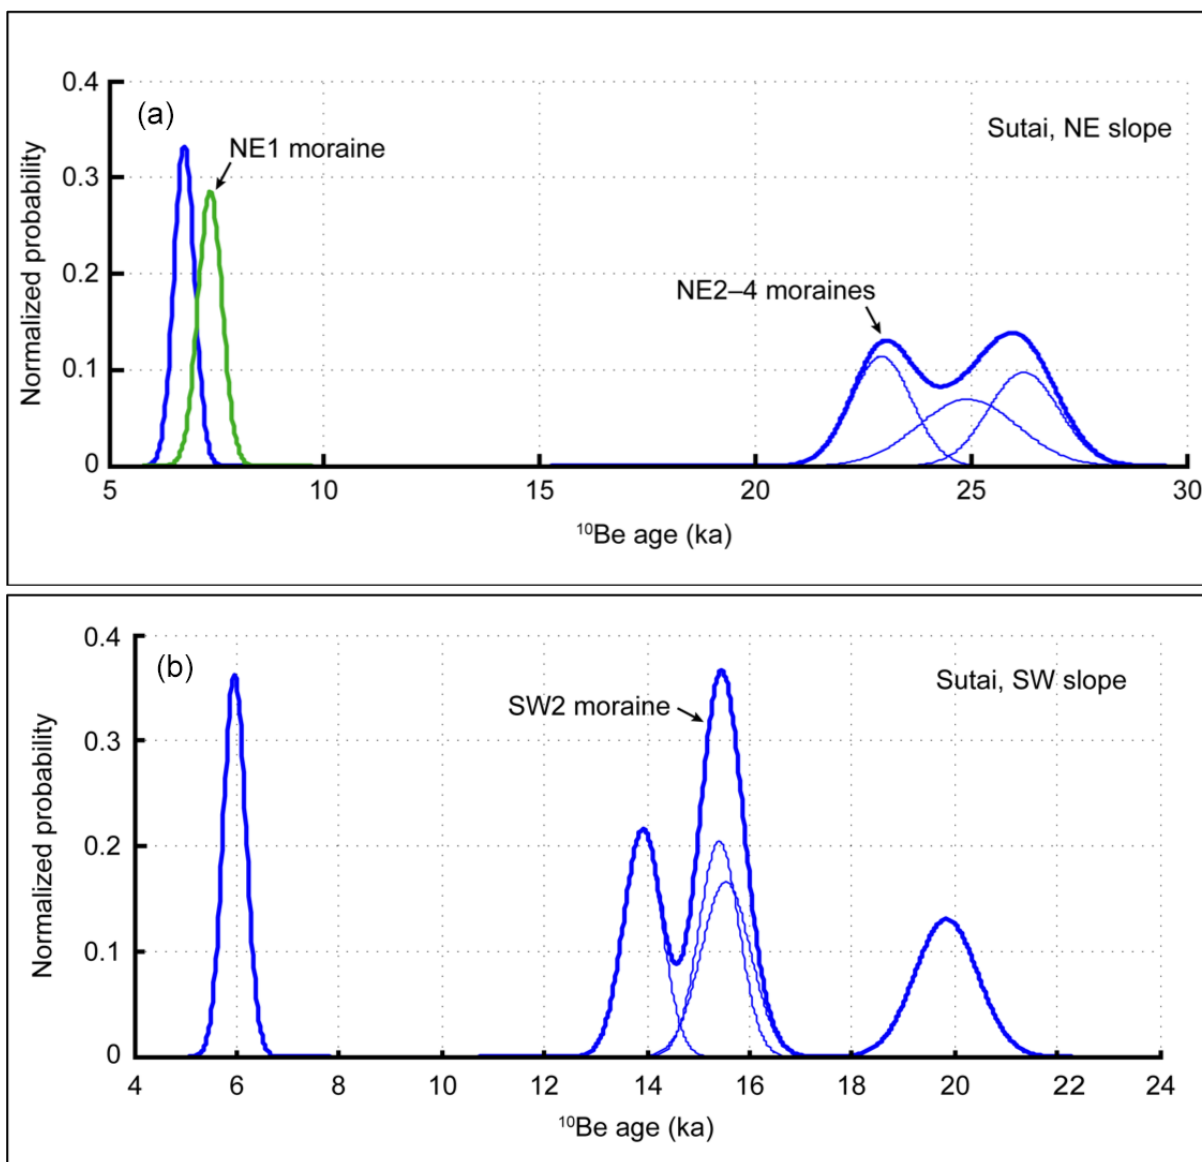 (a)
Sutai, NE slope
NE1 moraine
NE2–4 moraines
Normalized probability
0.4
0.3
0.2
0.1
0
5 10 15 20 25 30
¹⁰Be age (ka)
(b)
Sutai, SW slope
SW2 moraine
Normalized probability
0.4
0.3
0.2
0.1
0
4 6 8 10 12 14 16 18 20 22 24
¹⁰Be age (ka)